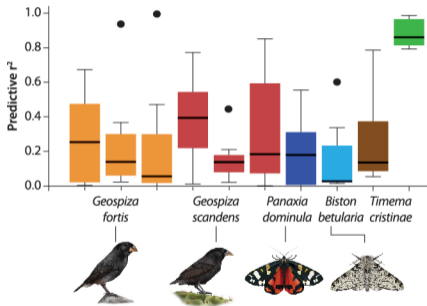 Predictive r²
1.0
0.8
0.6
0.4
0.2
0.0
Geospiza fortis
Geospiza scandens
Panaxia dominula
Biston betularia
Timema cristinae